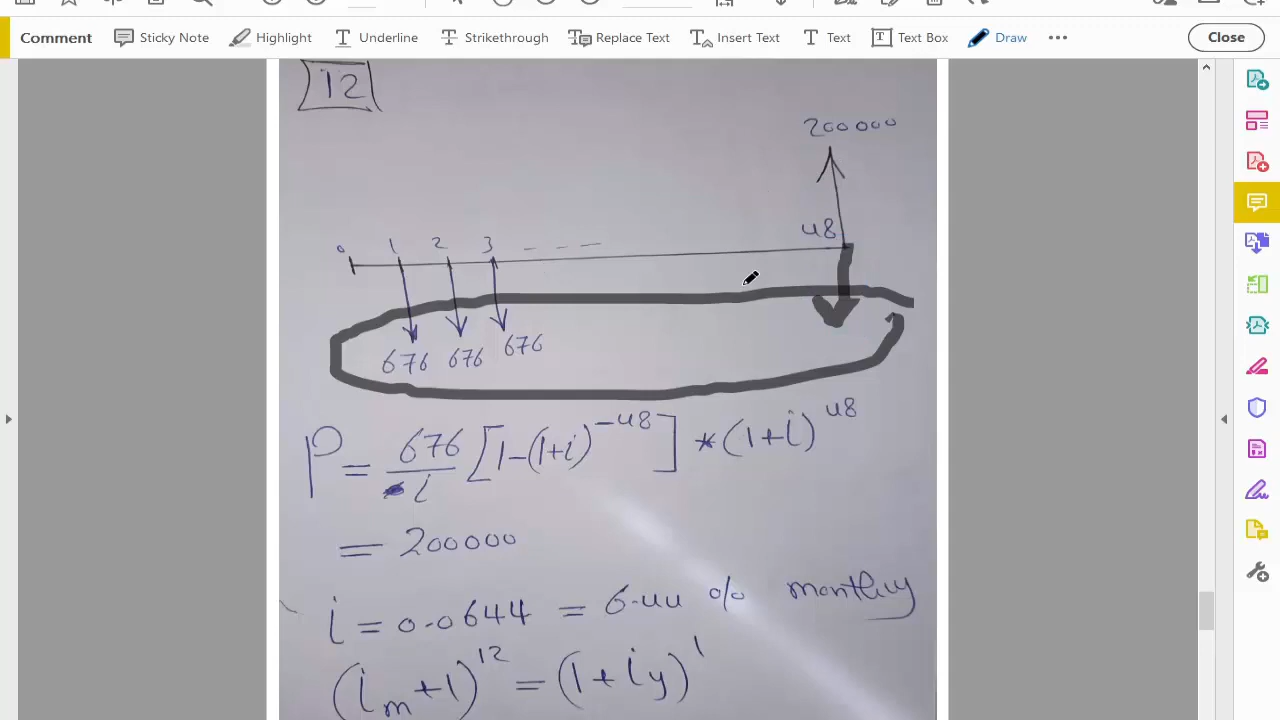 Comment Sticky Note Highlight Underline Strikethrough Replace Text Insert Text Text Text Box Draw ••• Close
12
200000
48
0 1 2 3 - - -
676 676 676
P = 676/i [1-(1+i)^-48] * (1+i)^48
= 200000
i = 0.0644 = 6.44 % monthly
(im+1)^12 = (1+iy)^1